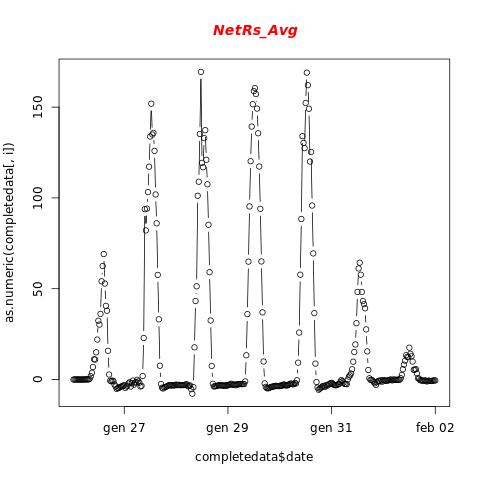 NetRs_Avg
as.numeric(completedata[, i])
150
100
50
0
gen 27
gen 29
gen 31
feb 02
completedata$date